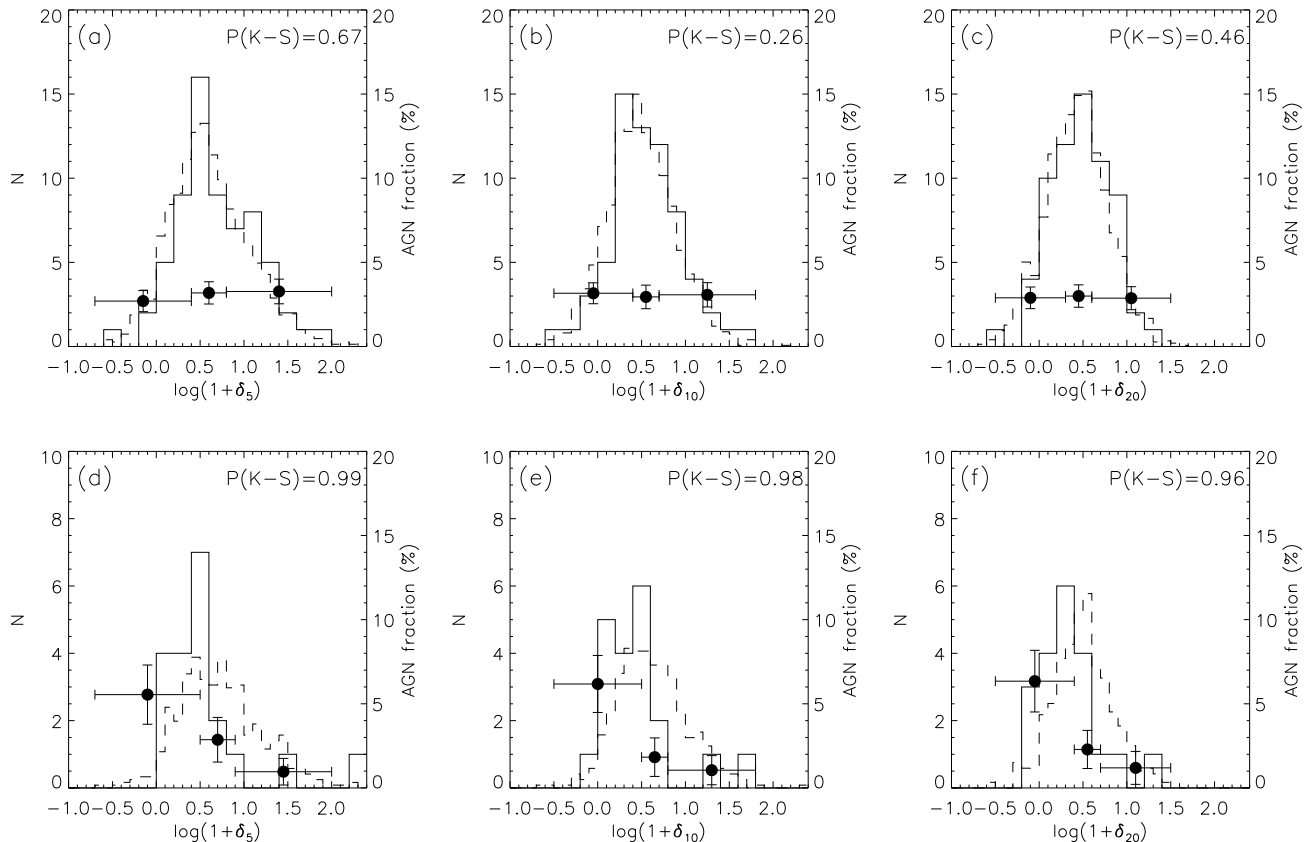 (a) P(K−S)=0.67
20
15
10
5
0
N
20
15
10
5
0
AGN fraction (%)
−1.0 −0.5 0.0 0.5 1.0 1.5 2.0
log(1+δ₅)
(b) P(K−S)=0.26
20
15
10
5
0
N
20
15
10
5
0
AGN fraction (%)
−1.0 −0.5 0.0 0.5 1.0 1.5 2.0
log(1+δ₁₀)
(c) P(K−S)=0.46
20
15
10
5
0
N
20
15
10
5
0
AGN fraction (%)
−1.0 −0.5 0.0 0.5 1.0 1.5 2.0
log(1+δ₂₀)
(d) P(K−S)=0.99
10
8
6
4
2
0
N
20
15
10
5
0
AGN fraction (%)
−1.0 −0.5 0.0 0.5 1.0 1.5 2.0
log(1+δ₅)
(e) P(K−S)=0.98
10
8
6
4
2
0
N
20
15
10
5
0
AGN fraction (%)
−1.0 −0.5 0.0 0.5 1.0 1.5 2.0
log(1+δ₁₀)
(f) P(K−S)=0.96
10
8
6
4
2
0
N
20
15
10
5
0
AGN fraction (%)
−1.0 −0.5 0.0 0.5 1.0 1.5 2.0
log(1+δ₂₀)